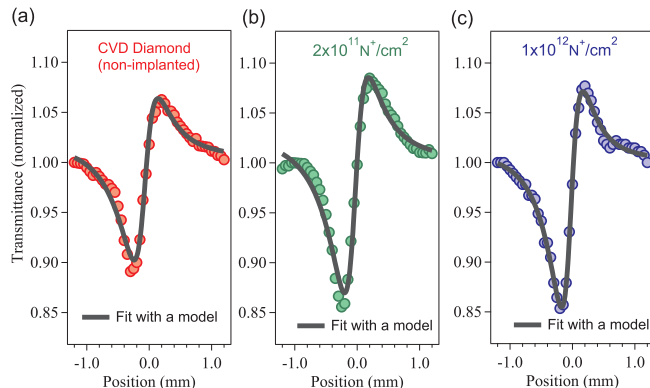 (a)
CVD Diamond
(non-implanted)
Transmittance (normalized)
1.10
1.05
1.00
0.95
0.90
0.85
Fit with a model
-1.0
0.0
1.0
Position (mm)
(b)
2x10¹¹N⁺/cm²
1.10
1.05
1.00
0.95
0.90
0.85
Fit with a model
-1.0
0.0
1.0
Position (mm)
(c)
1x10¹²N⁺/cm²
1.10
1.05
1.00
0.95
0.90
0.85
Fit with a model
-1.0
0.0
1.0
Position (mm)